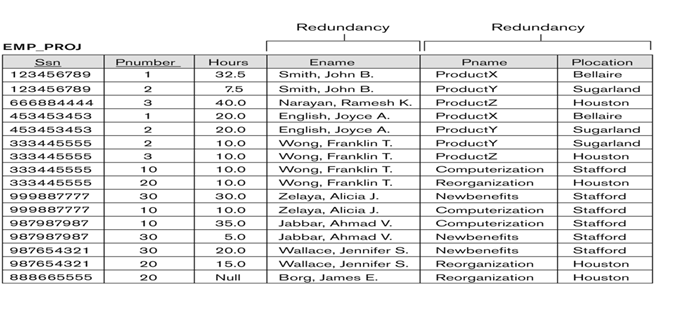 Redundancy Redundancy
EMP_PROJ
Ssn Pnumber Hours Ename Pname Plocation
123456789 1 32.5 Smith, John B. ProductX Bellaire
123456789 2 7.5 Smith, John B. ProductY Sugarland
666884444 3 40.0 Narayan, Ramesh K. ProductZ Houston
453453453 1 20.0 English, Joyce A. ProductX Bellaire
453453453 2 20.0 English, Joyce A. ProductY Sugarland
333445555 2 10.0 Wong, Franklin T. ProductY Sugarland
333445555 3 10.0 Wong, Franklin T. ProductZ Houston
333445555 10 10.0 Wong, Franklin T. Computerization Stafford
333445555 20 10.0 Wong, Franklin T. Reorganization Houston
999887777 30 30.0 Zelaya, Alicia J. Newbenefits Stafford
999887777 10 10.0 Zelaya, Alicia J. Computerization Stafford
987987987 10 35.0 Jabbar, Ahmad V. Computerization Stafford
987987987 30 5.0 Jabbar, Ahmad V. Newbenefits Stafford
987654321 30 20.0 Wallace, Jennifer S. Newbenefits Stafford
987654321 20 15.0 Wallace, Jennifer S. Reorganization Houston
888665555 20 Null Borg, James E. Reorganization Houston